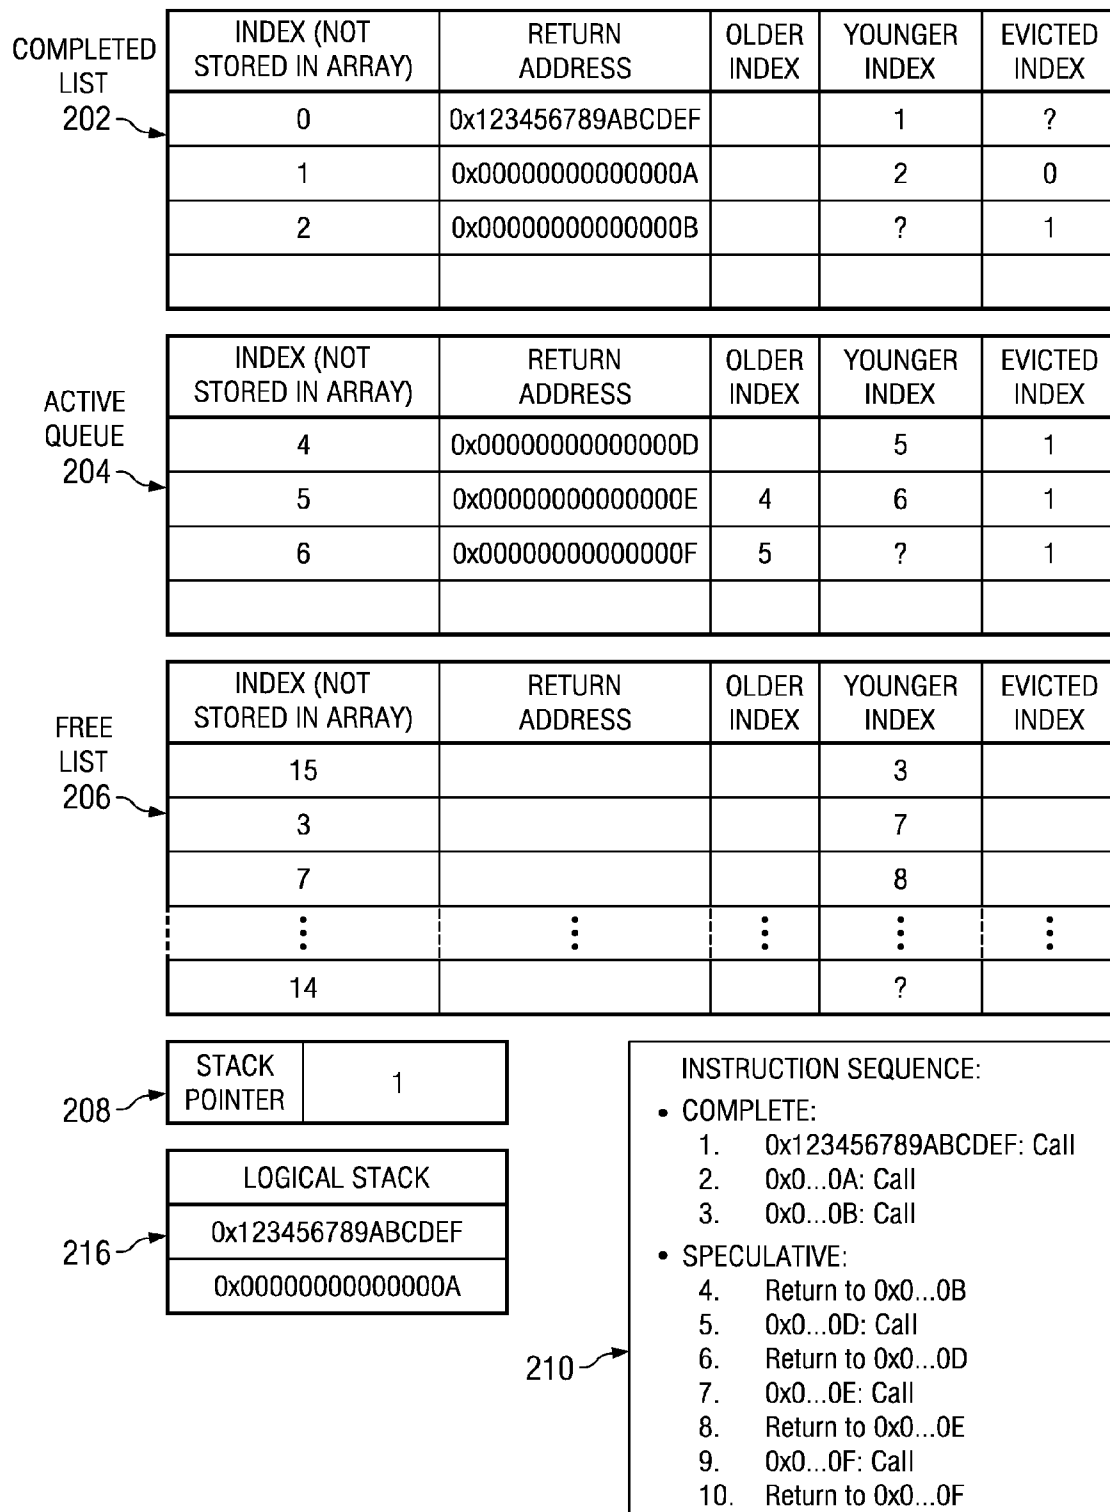 COMPLETED
LIST
202
INDEX (NOT
STORED IN ARRAY)
RETURN
ADDRESS
OLDER
INDEX
YOUNGER
INDEX
EVICTED
INDEX
0 0x123456789ABCDEF 1 ?
1 0x00000000000000A 2 0
2 0x00000000000000B ? 1
ACTIVE
QUEUE
204
INDEX (NOT
STORED IN ARRAY)
RETURN
ADDRESS
OLDER
INDEX
YOUNGER
INDEX
EVICTED
INDEX
4 0x00000000000000D 5 1
5 0x00000000000000E 4 6 1
6 0x00000000000000F 5 ? 1
FREE
LIST
206
INDEX (NOT
STORED IN ARRAY)
RETURN
ADDRESS
OLDER
INDEX
YOUNGER
INDEX
EVICTED
INDEX
15 3
3 7
7 8
14 ?
208
STACK
POINTER
1
216
LOGICAL STACK
0x123456789ABCDEF
0x00000000000000A
210
INSTRUCTION SEQUENCE:
• COMPLETE:
1. 0x123456789ABCDEF: Call
2. 0x0...0A: Call
3. 0x0...0B: Call
• SPECULATIVE:
4. Return to 0x0...0B
5. 0x0...0D: Call
6. Return to 0x0...0D
7. 0x0...0E: Call
8. Return to 0x0...0E
9. 0x0...0F: Call
10. Return to 0x0...0F